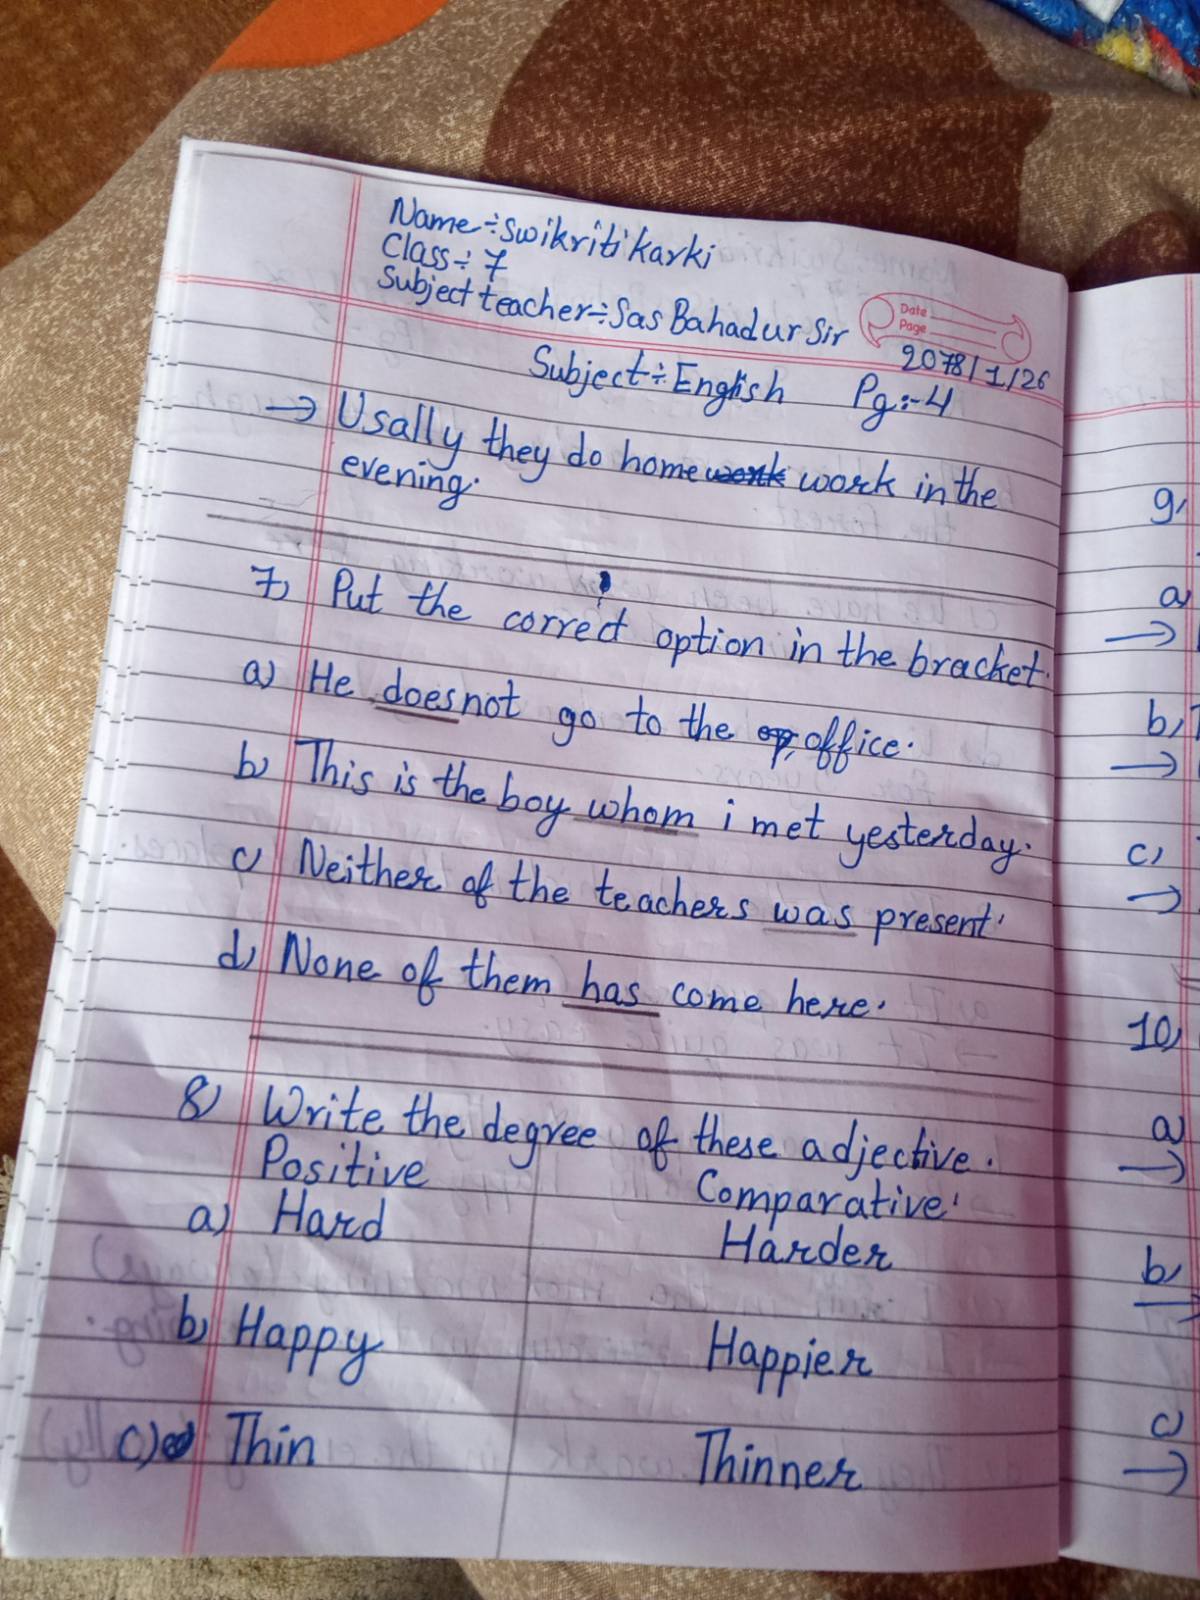 Name ÷ Swikriti Karki
Class ÷ 7
Subject teacher ÷ Sas Bahadur Sir
Date
Page
2078/1/26
Subject ÷ English Pg:-4
→ Usally they do home work in the
evening.
7) Put the correct option in the bracket.
a) He does not go to the office.
b) This is the boy whom i met yesterday.
c) Neither of the teachers was present.
d) None of them has come here.
8) Write the degree of these adjective.
Positive Comparative.
a) Hard Harder
b) Happy Happier
c) Thin Thinner
9)
a)
→
b)
→
c)
→
10)
a)
→
b)
→
c)
→